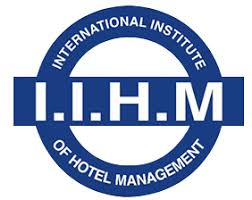 INTERNATIONAL INSTITUTE
I.I.H.M
OF HOTEL MANAGEMENT